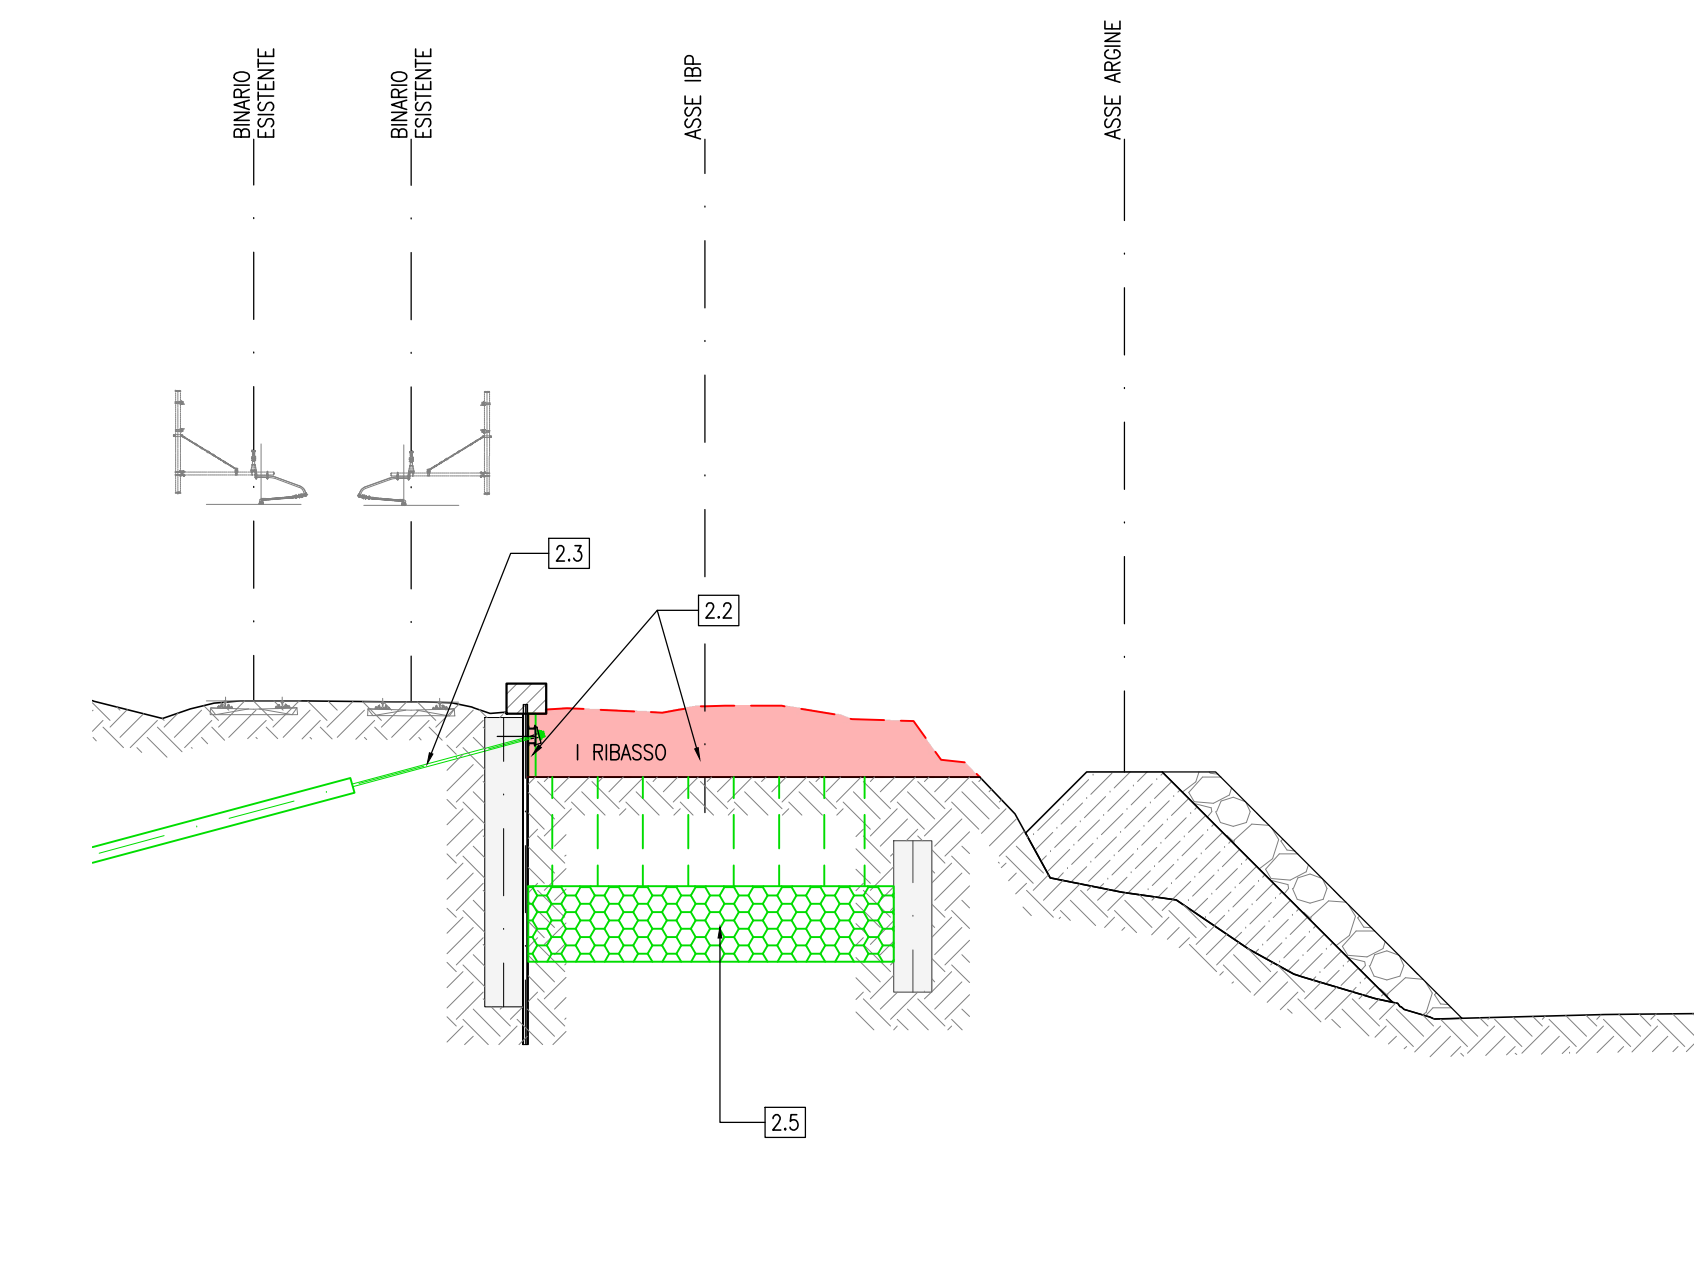 BINARIO
ESISTENTE
BINARIO
ESISTENTE
ASSE IBP
ASSE ARGINE
2.3
2.2
I RIBASSO
2.5